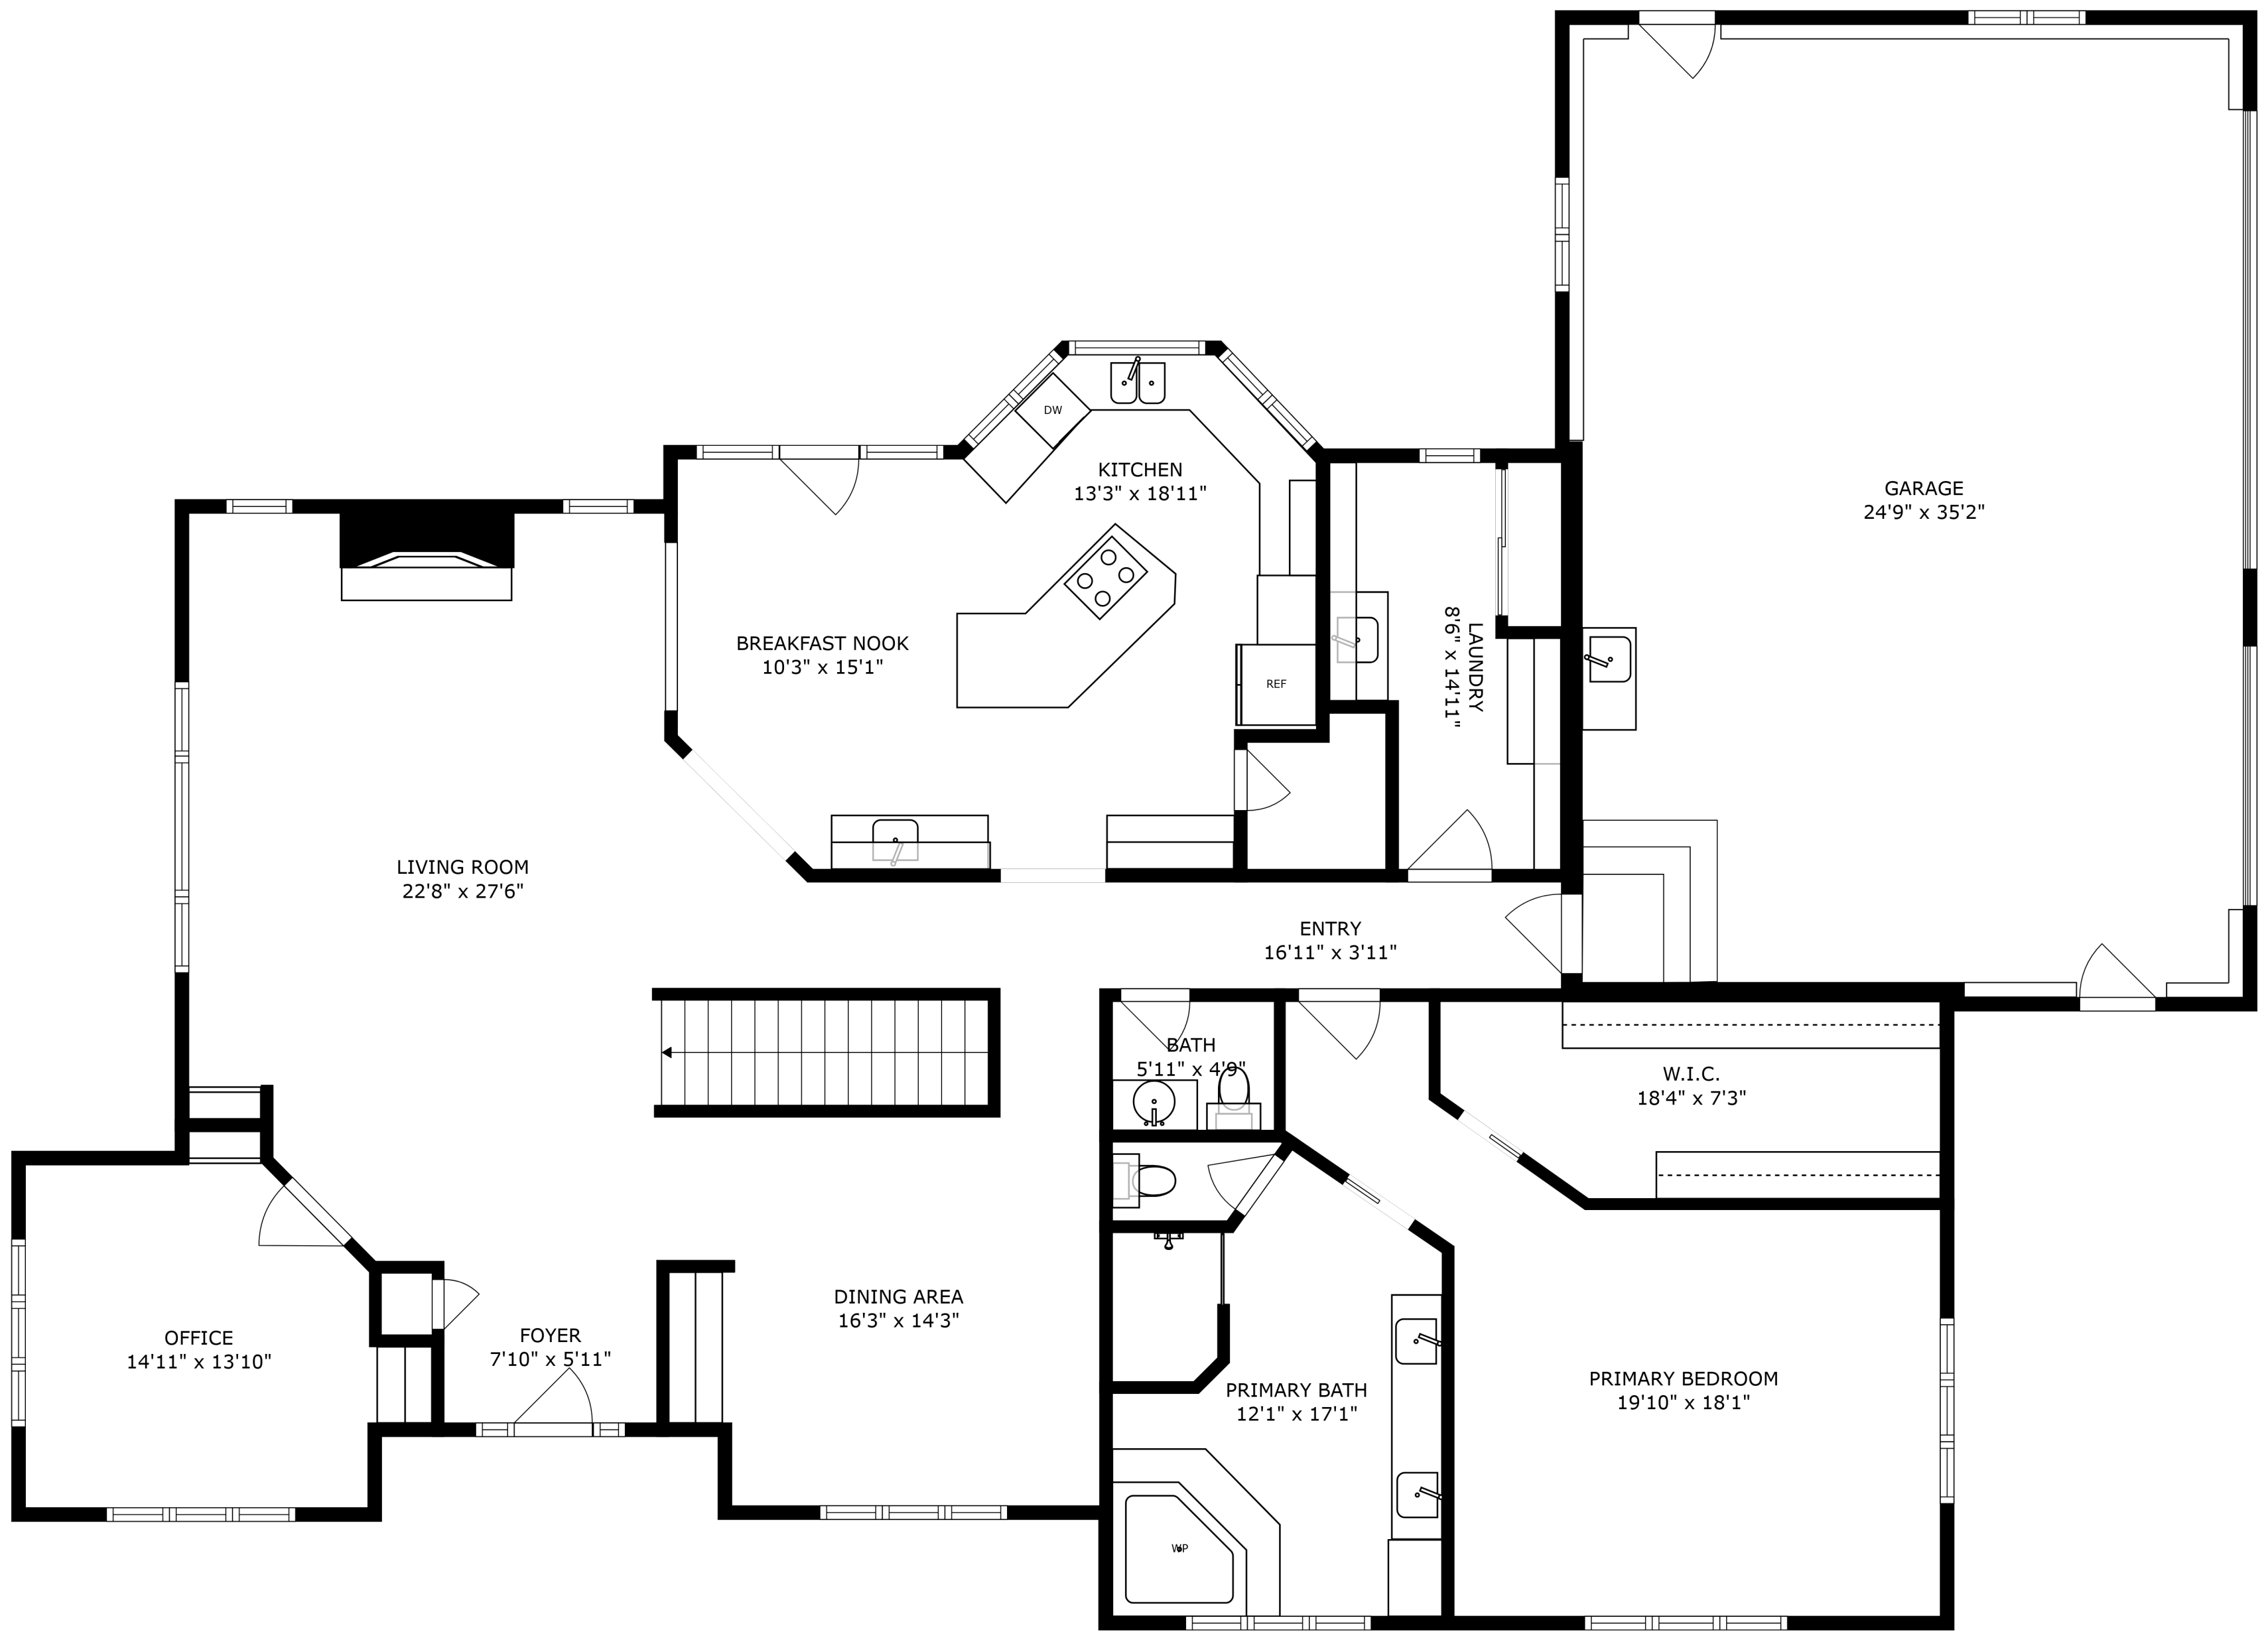 DW
KITCHEN
13'3" x 18'11"
GARAGE
24'9" x 35'2"
BREAKFAST NOOK
10'3" x 15'1"
REF
LAUNDRY
8'6" x 14'11"
LIVING ROOM
22'8" x 27'6"
ENTRY
16'11" x 3'11"
BATH
5'11" x 4'9"
W.I.C.
18'4" x 7'3"
DINING AREA
16'3" x 14'3"
OFFICE
14'11" x 13'10"
FOYER
7'10" x 5'11"
PRIMARY BATH
12'1" x 17'1"
PRIMARY BEDROOM
19'10" x 18'1"
WP